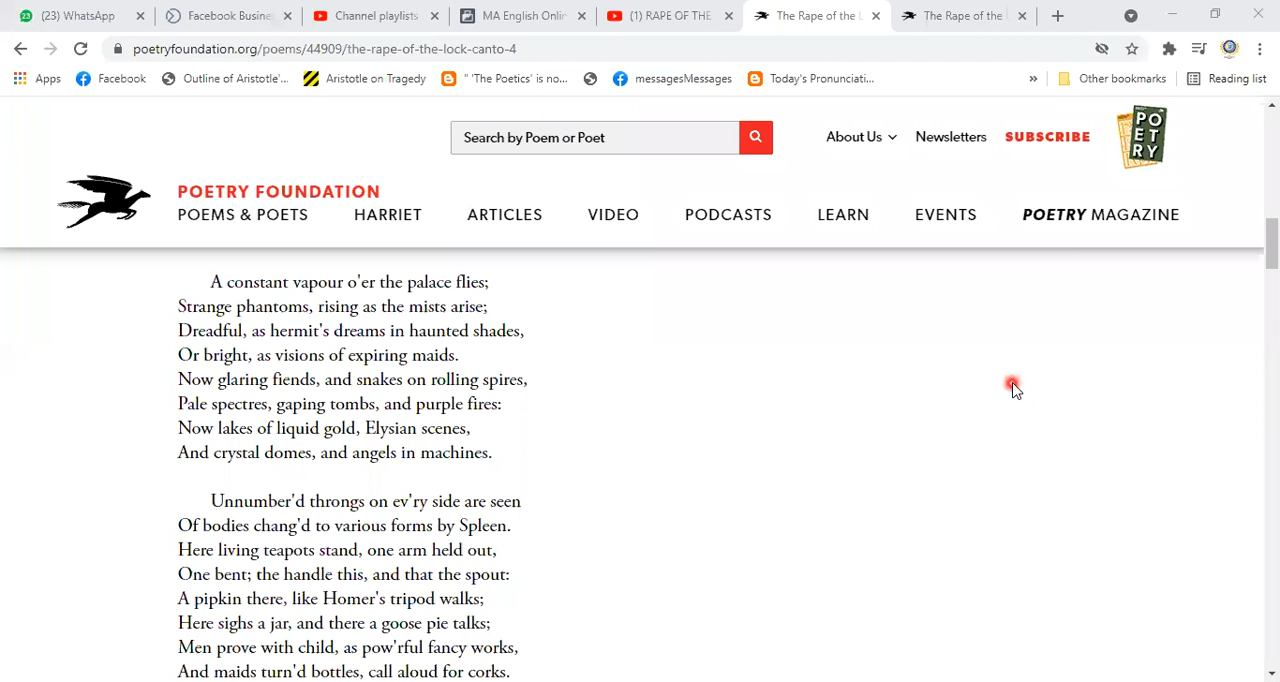 (23) WhatsApp
Facebook Busine
Channel playlists
MA English Onlin
(1) RAPE OF THE
The Rape of the L
The Rape of the
poetryfoundation.org/poems/44909/the-rape-of-the-lock-canto-4
Apps
Facebook
Outline of Aristotle'...
Aristotle on Tragedy
" 'The Poetics' is no...
messagesMessages
Today's Pronunciati...
»
Other bookmarks
Reading list
Search by Poem or Poet
About Us
Newsletters
SUBSCRIBE
PO
ET
RY
POETRY FOUNDATION
POEMS & POETS
HARRIET
ARTICLES
VIDEO
PODCASTS
LEARN
EVENTS
POETRY MAGAZINE
A constant vapour o'er the palace flies;
Strange phantoms, rising as the mists arise;
Dreadful, as hermit's dreams in haunted shades,
Or bright, as visions of expiring maids.
Now glaring fiends, and snakes on rolling spires,
Pale spectres, gaping tombs, and purple fires:
Now lakes of liquid gold, Elysian scenes,
And crystal domes, and angels in machines.
Unnumber'd throngs on ev'ry side are seen
Of bodies chang'd to various forms by Spleen.
Here living teapots stand, one arm held out,
One bent; the handle this, and that the spout:
A pipkin there, like Homer's tripod walks;
Here sighs a jar, and there a goose pie talks;
Men prove with child, as pow'rful fancy works,
And maids turn'd bottles, call aloud for corks.